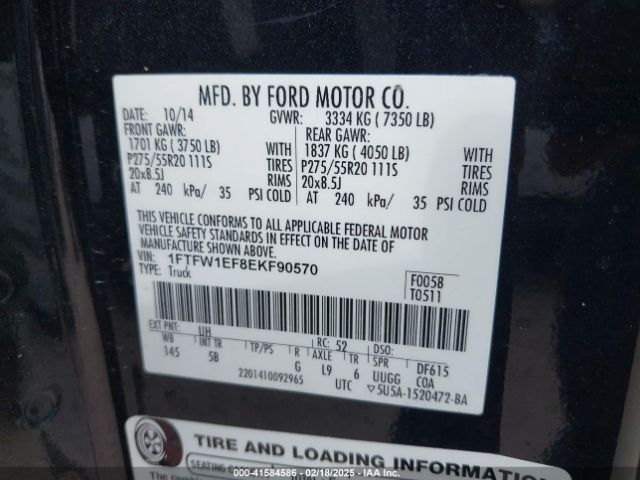 MFD. BY FORD MOTOR CO.
DATE: 10/14 GVWR: 3334 KG ( 7350 LB)
FRONT GAWR: REAR GAWR:
1701 KG ( 3750 LB) WITH 1837 KG ( 4050 LB) WITH
P275/55R20 111S TIRES P275/55R20 111S TIRES
20x8.5J RIMS 20x8.5J RIMS
AT 240 kPa/ 35 PSI COLD AT 240 kPa/ 35 PSI COLD
THIS VEHICLE CONFORMS TO ALL APPLICABLE FEDERAL MOTOR
VEHICLE SAFETY STANDARDS IN EFFECT ON THE DATE OF
MANUFACTURE SHOWN ABOVE.
VIN: 1FTFW1EF8EKF90570
TYPE: Truck
F0058
T0511
EXT PNT: UH RC: 52 DSO:
WB INT TR TP/PS R AXLE TR SPR DF615
145 5B G L9 6 UUGG COA
2201410092965 UTC ▽5U5A-1520472-BA
TIRE AND LOADING INFORMATION
SEATING
The
© 41584586 - 02/18/2025 - IAA Inc.